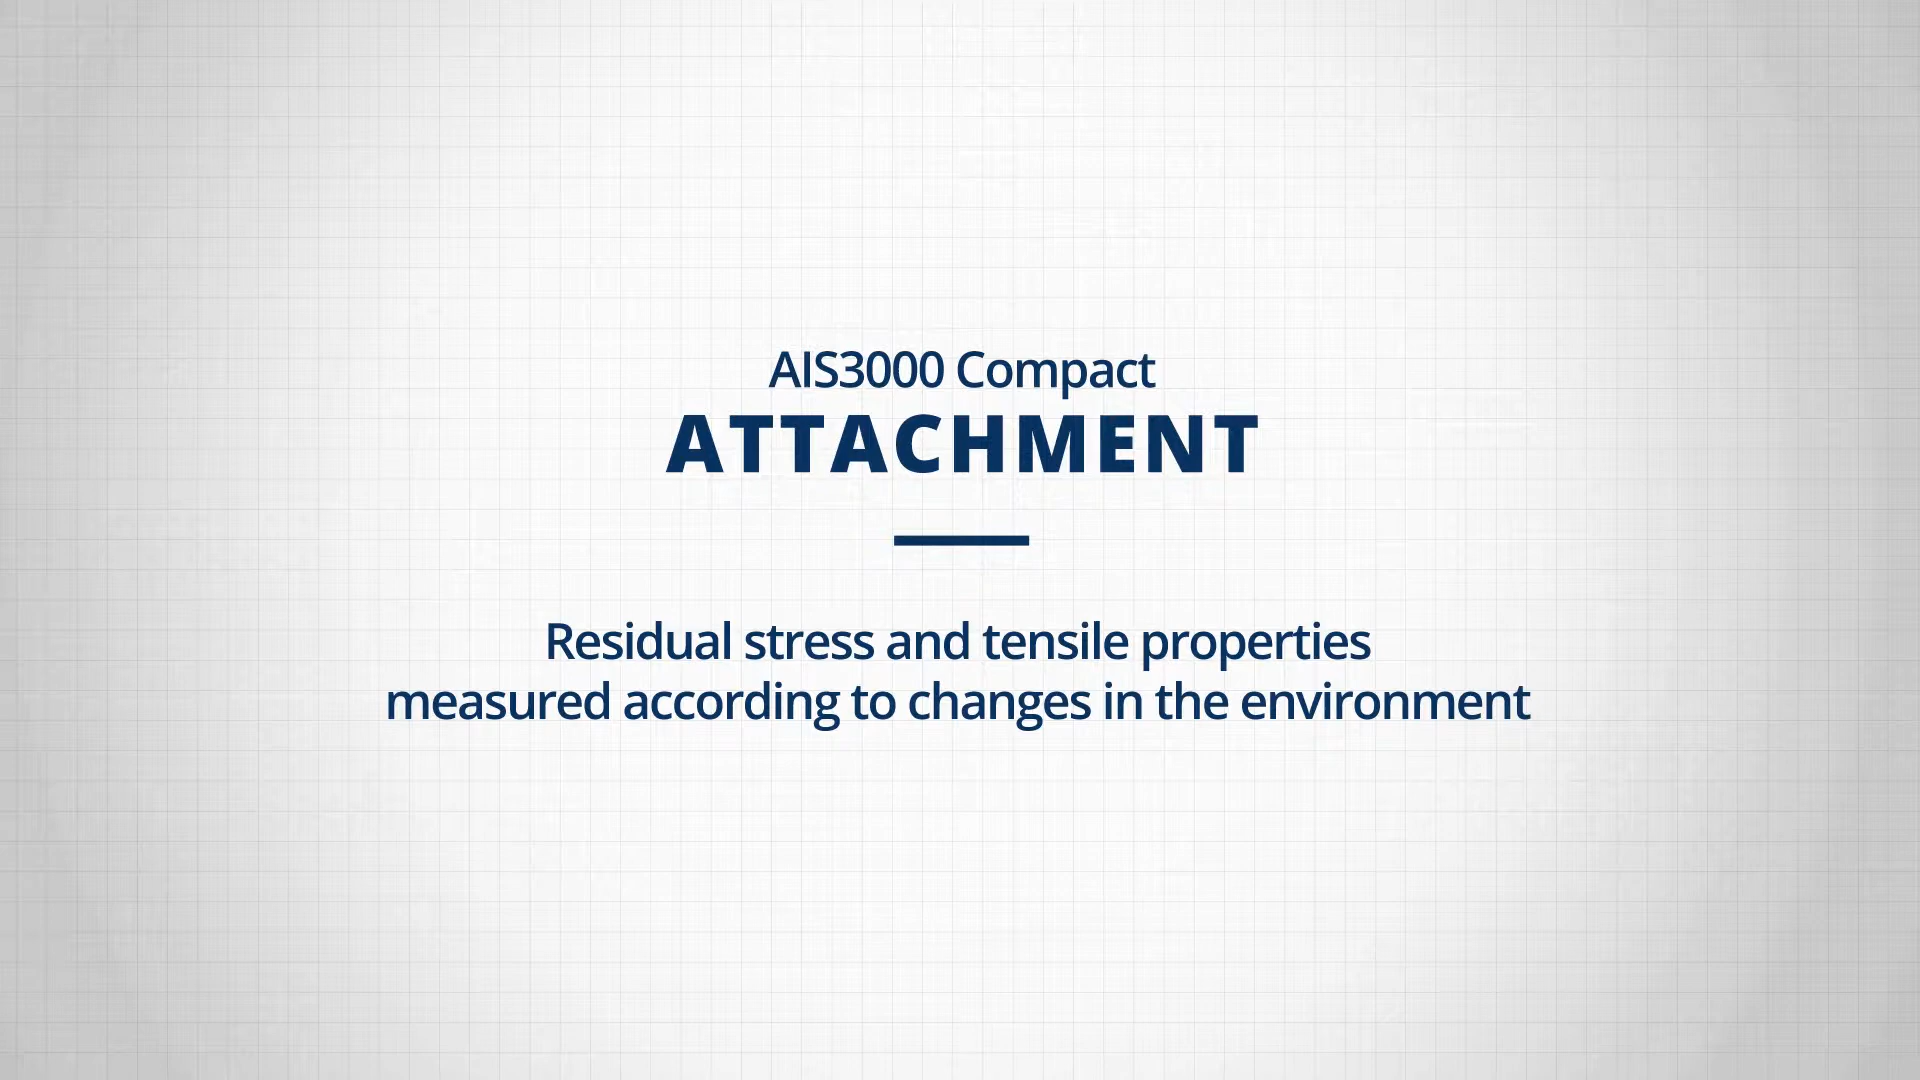 AIS3000 Compact
ATTACHMENT
Residual stress and tensile properties
measured according to changes in the environment